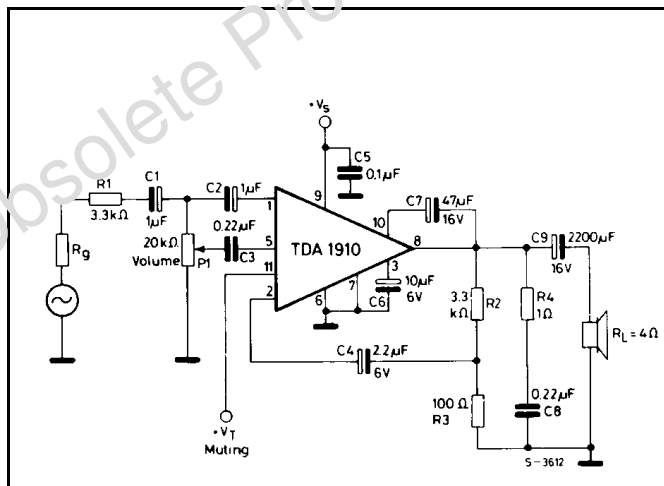 Obsolete Pro
+Vs
C5
0.1µF
9
R1
3.3kΩ
C1
1µF
C2
1µF
1
C7
47µF
16V
10
0.22µF
C3
5
TDA 1910
8
C9
2200µF
16V
Rg
20kΩ
Volume
P1
11
2
3
10µF
6V
C6
7
6
3.3
kΩ
R2
R4
1Ω
RL=4Ω
C4
2.2µF
6V
100Ω
R3
0.22µF
C8
+VT
Muting
S-3612